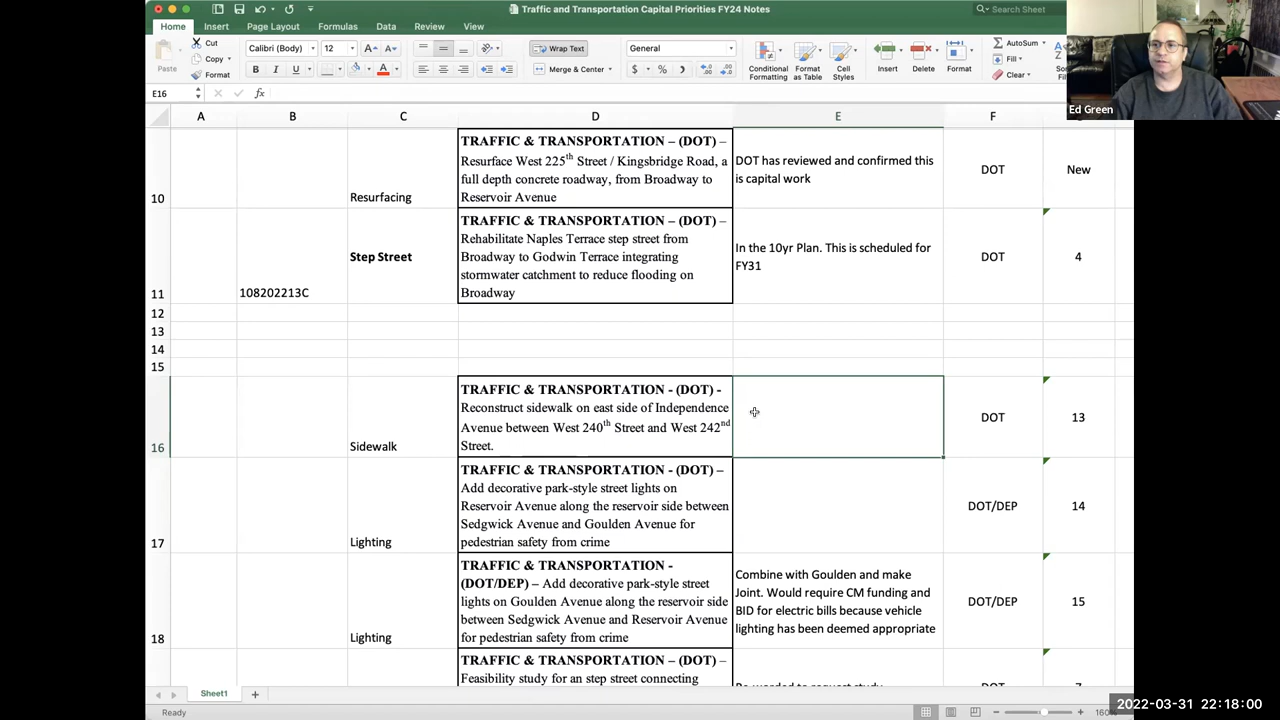 Traffic and Transportation Capital Priorities FY24 Notes
Search Sheet
Home Insert Page Layout Formulas Data Review View
Paste
Cut
Copy
Format
Calibri (Body) 12
Wrap Text
Merge & Center
General
Conditional Formatting
Format as Table
Cell Styles
Insert
Delete
Format
AutoSum
Fill
Clear
Ed Green
E16
fx
A B C D E F
10
Resurfacing
TRAFFIC & TRANSPORTATION – (DOT) –
Resurface West 225th Street / Kingsbridge Road, a
full depth concrete roadway, from Broadway to
Reservoir Avenue
DOT has reviewed and confirmed this
is capital work
DOT
New
11
108202213C
Step Street
TRAFFIC & TRANSPORTATION – (DOT) –
Rehabilitate Naples Terrace step street from
Broadway to Godwin Terrace integrating
stormwater catchment to reduce flooding on
Broadway
In the 10yr Plan. This is scheduled for
FY31
DOT
4
12
13
14
15
16
Sidewalk
TRAFFIC & TRANSPORTATION - (DOT) -
Reconstruct sidewalk on east side of Independence
Avenue between West 240th Street and West 242nd
Street.
DOT
13
17
Lighting
TRAFFIC & TRANSPORTATION - (DOT) –
Add decorative park-style street lights on
Reservoir Avenue along the reservoir side between
Sedgwick Avenue and Goulden Avenue for
pedestrian safety from crime
DOT/DEP
14
18
Lighting
TRAFFIC & TRANSPORTATION -
(DOT/DEP) – Add decorative park-style street
lights on Goulden Avenue along the reservoir side
between Sedgwick Avenue and Reservoir Avenue
for pedestrian safety from crime
Combine with Goulden and make
Joint. Would require CM funding and
BID for electric bills because vehicle
lighting has been deemed appropriate
DOT/DEP
15
TRAFFIC & TRANSPORTATION – (DOT) –
Feasibility study for an step street connecting
Sheet1
Ready
160%
2022-03-31 22:18:00